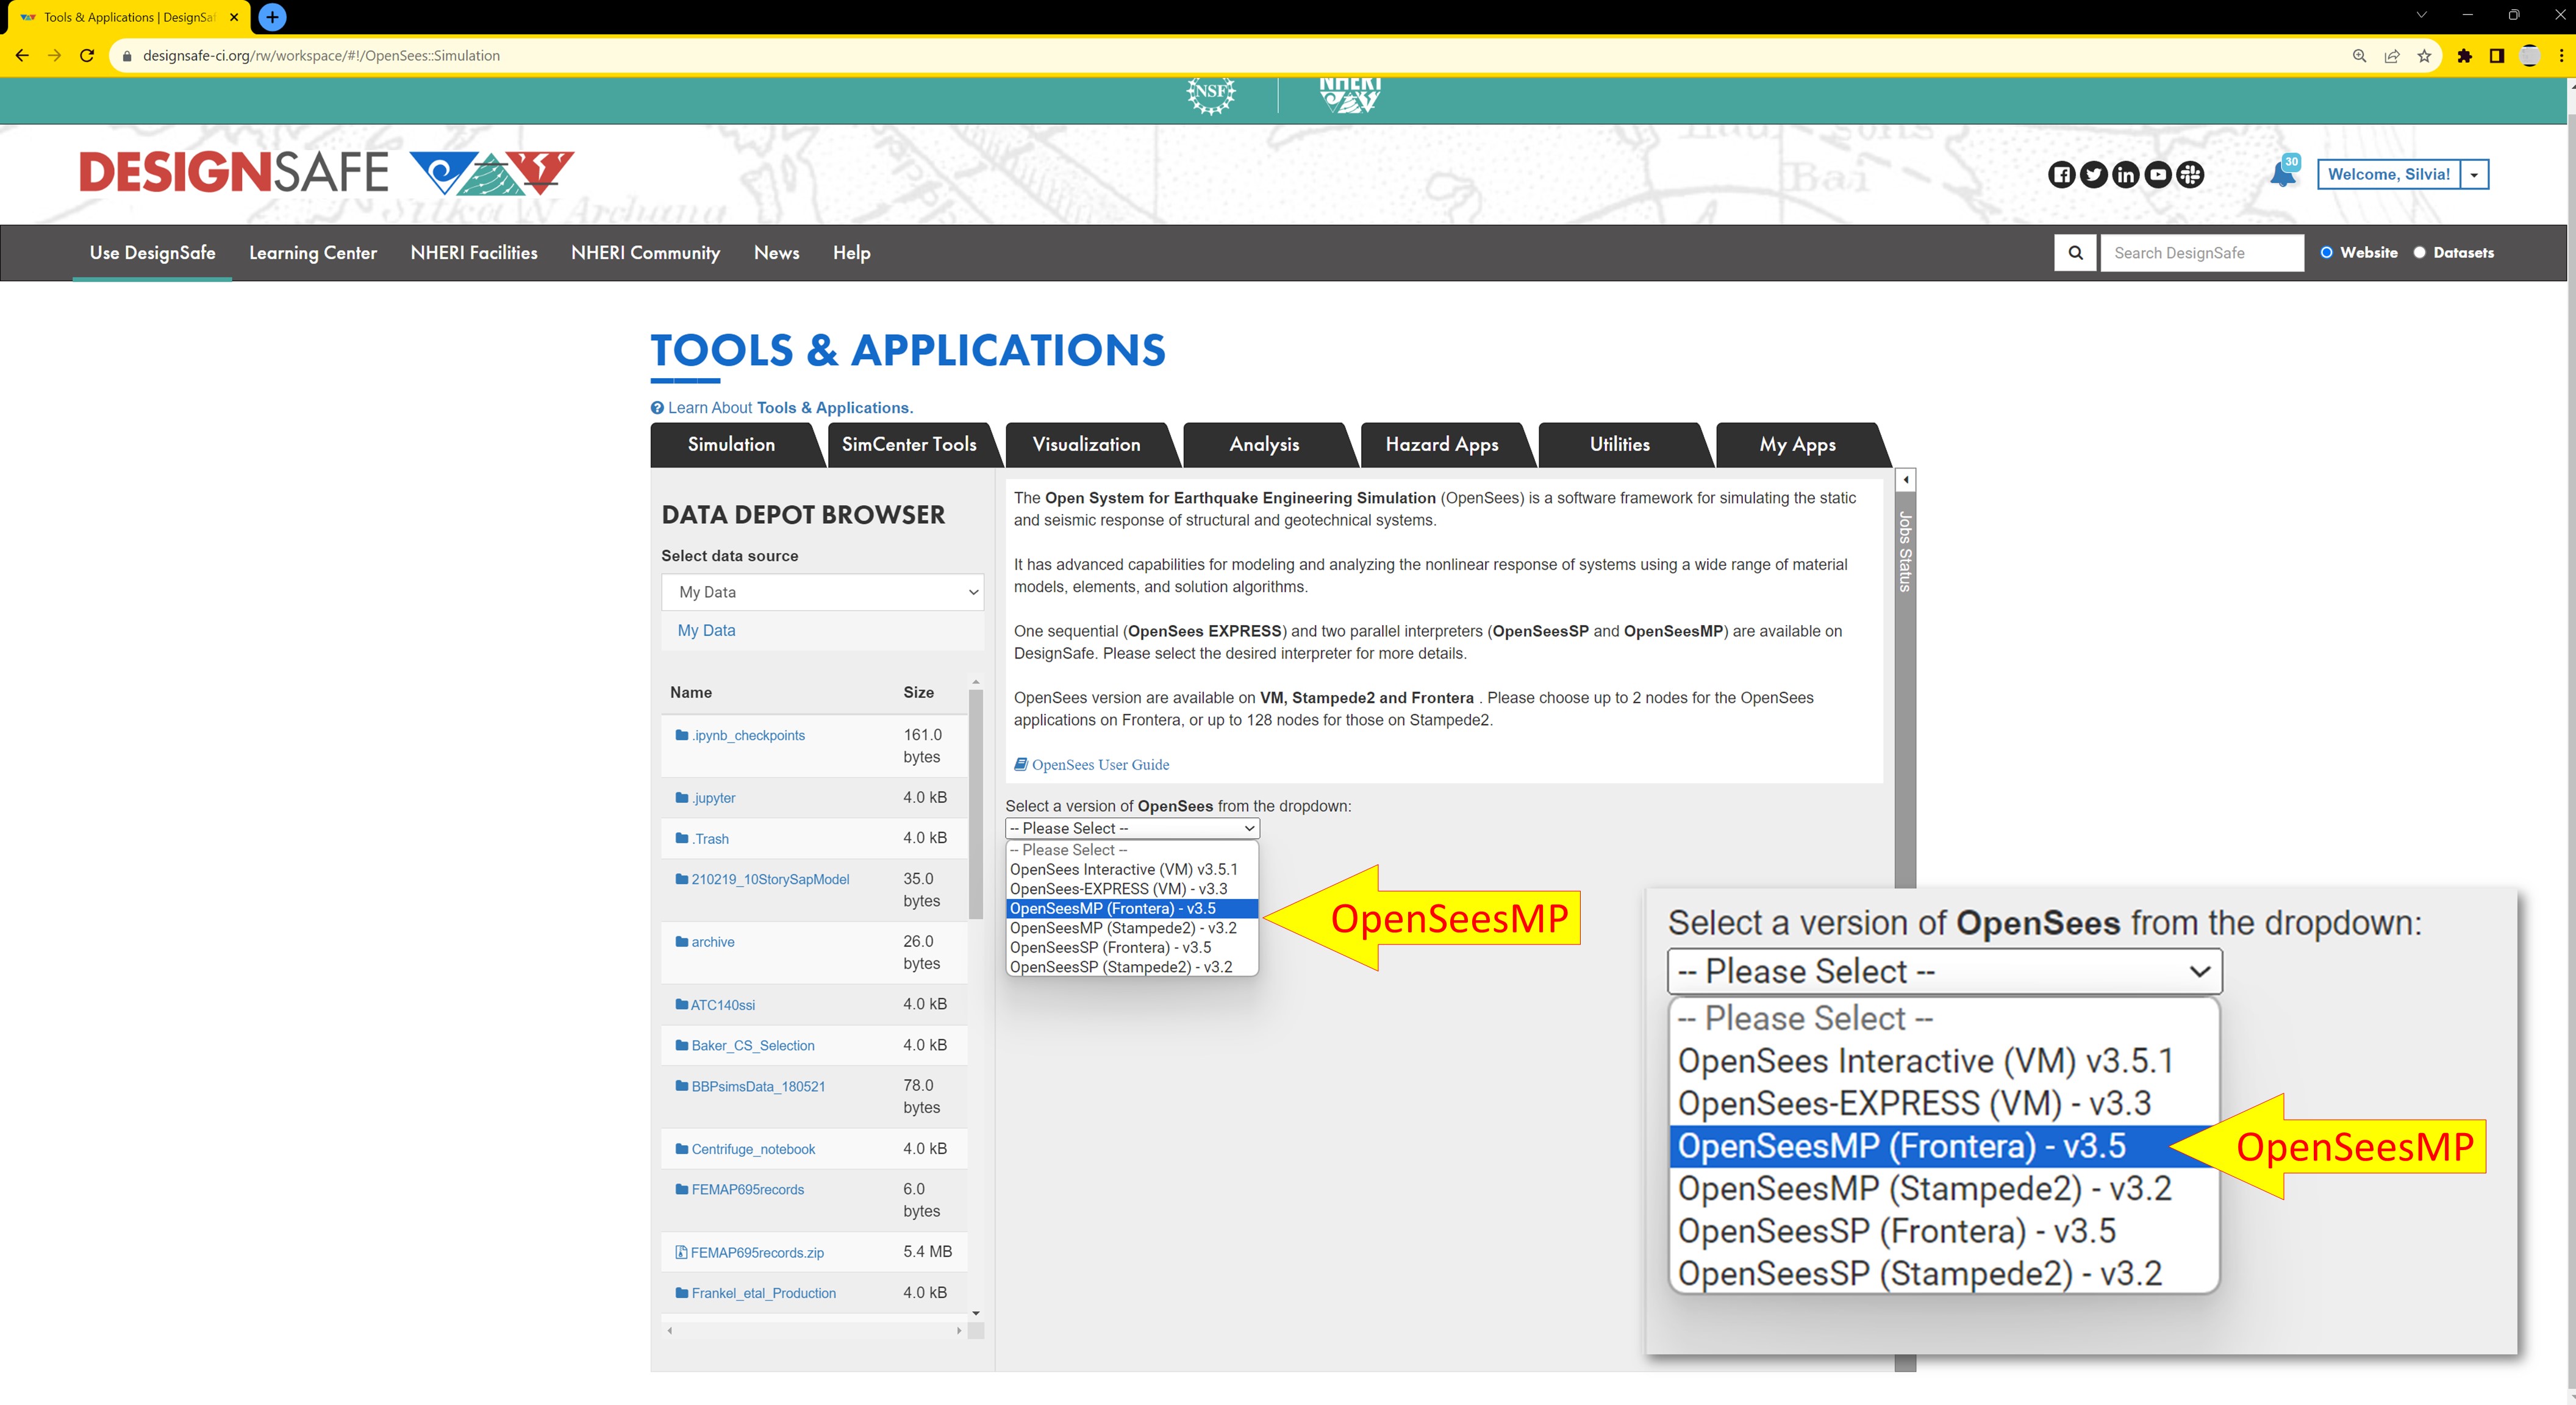 Tools & Applications | DesignSaf
designsafe-ci.org/rw/workspace/#!/OpenSees::Simulation
NSF
NHERI
DESIGNSAFE
30
Welcome, Silvia!
Use DesignSafe
Learning Center
NHERI Facilities
NHERI Community
News
Help
Search DesignSafe
Website
Datasets
TOOLS & APPLICATIONS
Learn About Tools & Applications.
Simulation
SimCenter Tools
Visualization
Analysis
Hazard Apps
Utilities
My Apps
DATA DEPOT BROWSER
Select data source
My Data
My Data
Name Size
.ipynb_checkpoints 161.0
bytes
.jupyter 4.0 kB
.Trash 4.0 kB
210219_10StorySapModel 35.0
bytes
archive 26.0
bytes
ATC140ssi 4.0 kB
Baker_CS_Selection 4.0 kB
BBPsimsData_180521 78.0
bytes
Centrifuge_notebook 4.0 kB
FEMAP695records 6.0
bytes
FEMAP695records.zip 5.4 MB
Frankel_etal_Production 4.0 kB
The Open System for Earthquake Engineering Simulation (OpenSees) is a software framework for simulating the static
and seismic response of structural and geotechnical systems.
It has advanced capabilities for modeling and analyzing the nonlinear response of systems using a wide range of material
models, elements, and solution algorithms.
One sequential (OpenSees EXPRESS) and two parallel interpreters (OpenSeesSP and OpenSeesMP) are available on
DesignSafe. Please select the desired interpreter for more details.
OpenSees version are available on VM, Stampede2 and Frontera . Please choose up to 2 nodes for the OpenSees
applications on Frontera, or up to 128 nodes for those on Stampede2.
OpenSees User Guide
Select a version of OpenSees from the dropdown:
-- Please Select --
-- Please Select --
OpenSees Interactive (VM) v3.5.1
OpenSees-EXPRESS (VM) - v3.3
OpenSeesMP (Frontera) - v3.5
OpenSeesMP (Stampede2) - v3.2
OpenSeesSP (Frontera) - v3.5
OpenSeesSP (Stampede2) - v3.2
OpenSeesMP
Jobs Status
Select a version of OpenSees from the dropdown:
-- Please Select --
-- Please Select --
OpenSees Interactive (VM) v3.5.1
OpenSees-EXPRESS (VM) - v3.3
OpenSeesMP (Frontera) - v3.5
OpenSeesMP (Stampede2) - v3.2
OpenSeesSP (Frontera) - v3.5
OpenSeesSP (Stampede2) - v3.2
OpenSeesMP